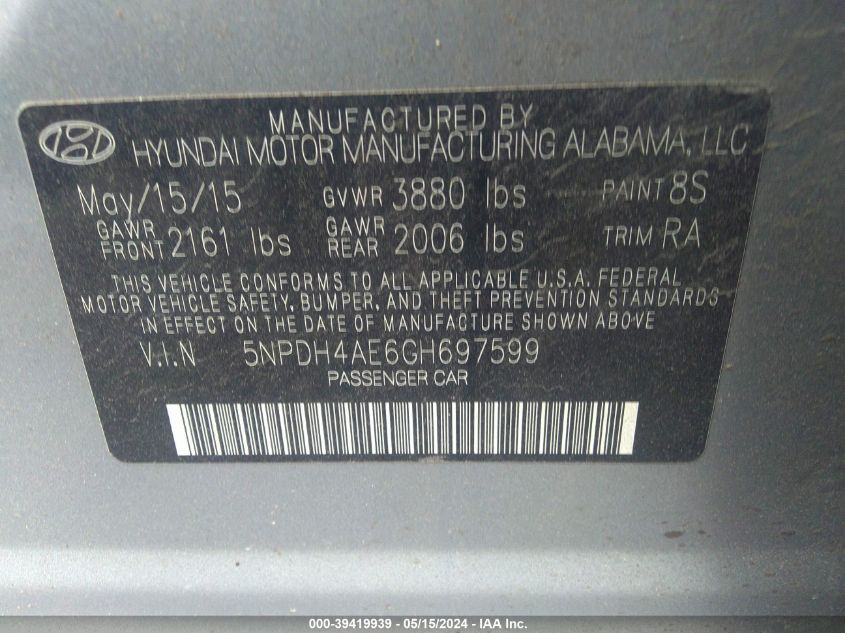 MANUFACTURED BY
HYUNDAI MOTOR MANUFACTURING ALABAMA, LLC
May/15/15 GVWR 3880 lbs PAINT 8S
GAWR FRONT 2161 lbs GAWR REAR 2006 lbs TRIM RA
THIS VEHICLE CONFORMS TO ALL APPLICABLE U.S.A. FEDERAL
MOTOR VEHICLE SAFETY, BUMPER, AND THEFT PREVENTION STANDARDS
IN EFFECT ON THE DATE OF MANUFACTURE SHOWN ABOVE
V.I.N 5NPDH4AE6GH697599
PASSENGER CAR
000-39419939 - 05/15/2024 - IAA Inc.